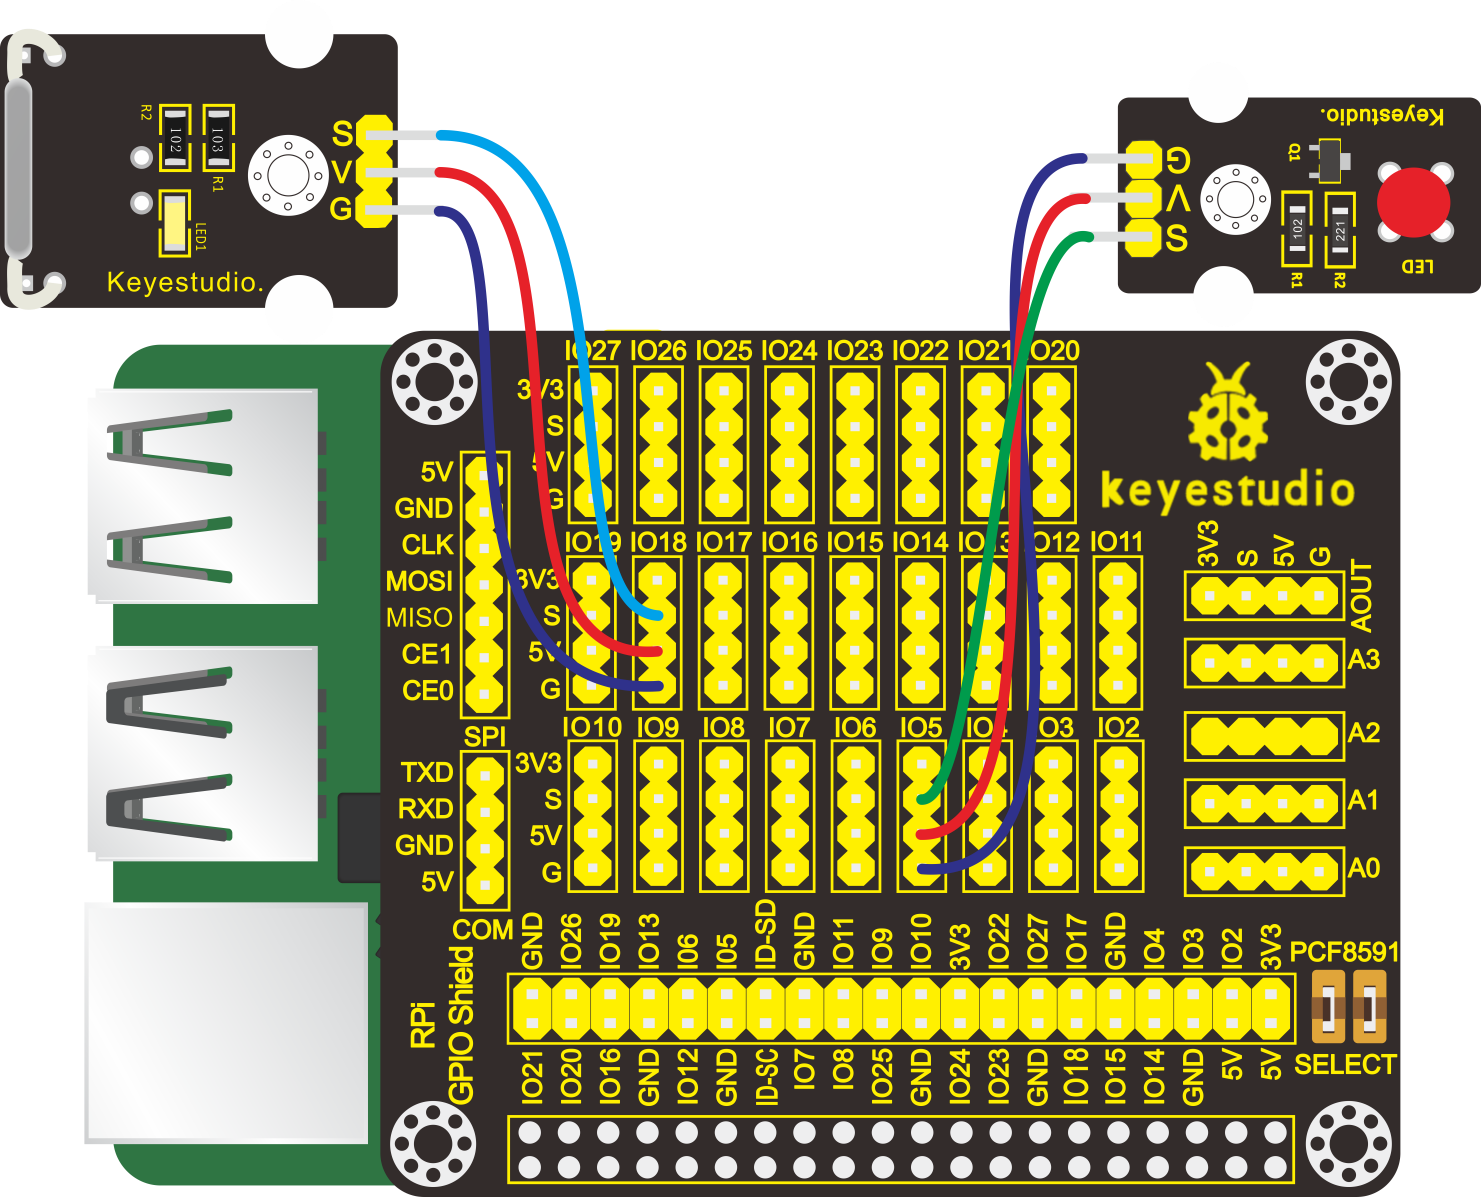 R2
102
103
R1
LED1
Keyestudio.
S
V
G
Keyestudio.
G
V
S
Q1
102
221
R1
R2
LED
IO27 IO26 IO25 IO24 IO23 IO22 IO21 IO20
3V3
S
5V
G
keyestudio
5V
GND
CLK
MOSI
MISO
CE1
CE0
SPI
IO19 IO18 IO17 IO16 IO15 IO14 IO13 IO12 IO11
3V3
S
5V
G
3V3 S 5V G
AOUT
A3
A2
A1
A0
TXD
RXD
GND
5V
COM
IO10 IO9 IO8 IO7 IO6 IO5 IO4 IO3 IO2
3V3
S
5V
G
RPi
GPIO Shield
GND IO26 IO19 IO13 I06 I05 ID-SD GND IO11 IO9 IO10 3V3 IO22 IO27 IO17 GND IO4 IO3 IO2 3V3
PCF8591
SELECT
IO21 IO20 IO16 GND IO12 GND ID-SC IO7 IO8 IO25 GND IO24 IO23 GND IO18 IO15 IO14 GND 5V 5V